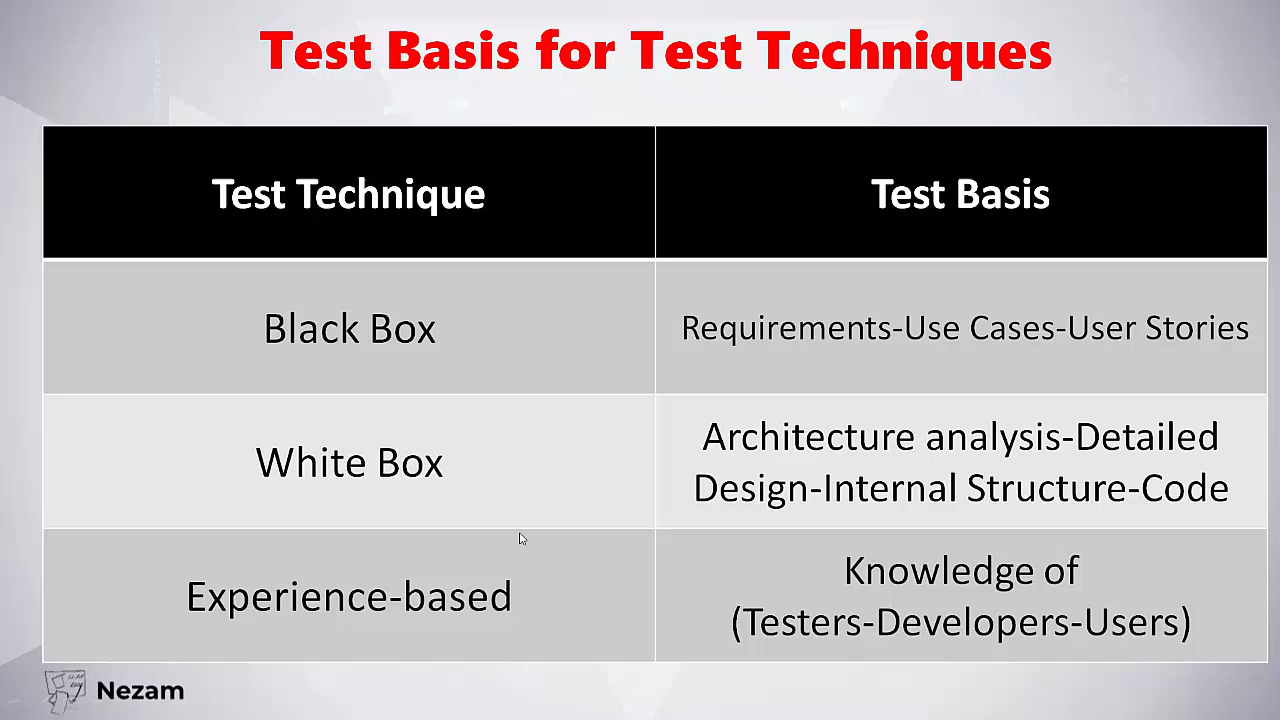 Test Basis for Test Techniques
Test Technique
Test Basis
Black Box
Requirements-Use Cases-User Stories
White Box
Architecture analysis-Detailed
Design-Internal Structure-Code
Experience-based
Knowledge of
(Testers-Developers-Users)
Nezam